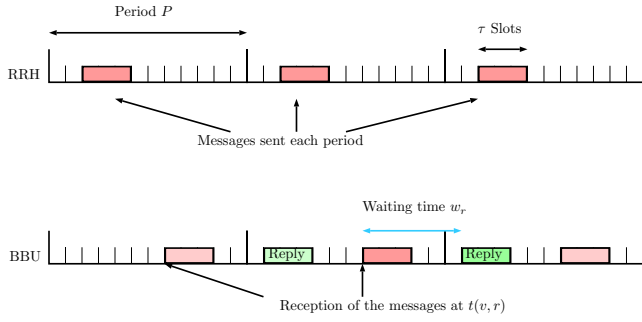 Period P
τ Slots
RRH
Messages sent each period
Waiting time w_r
BBU
Reply
Reply
Reception of the messages at t(v, r)